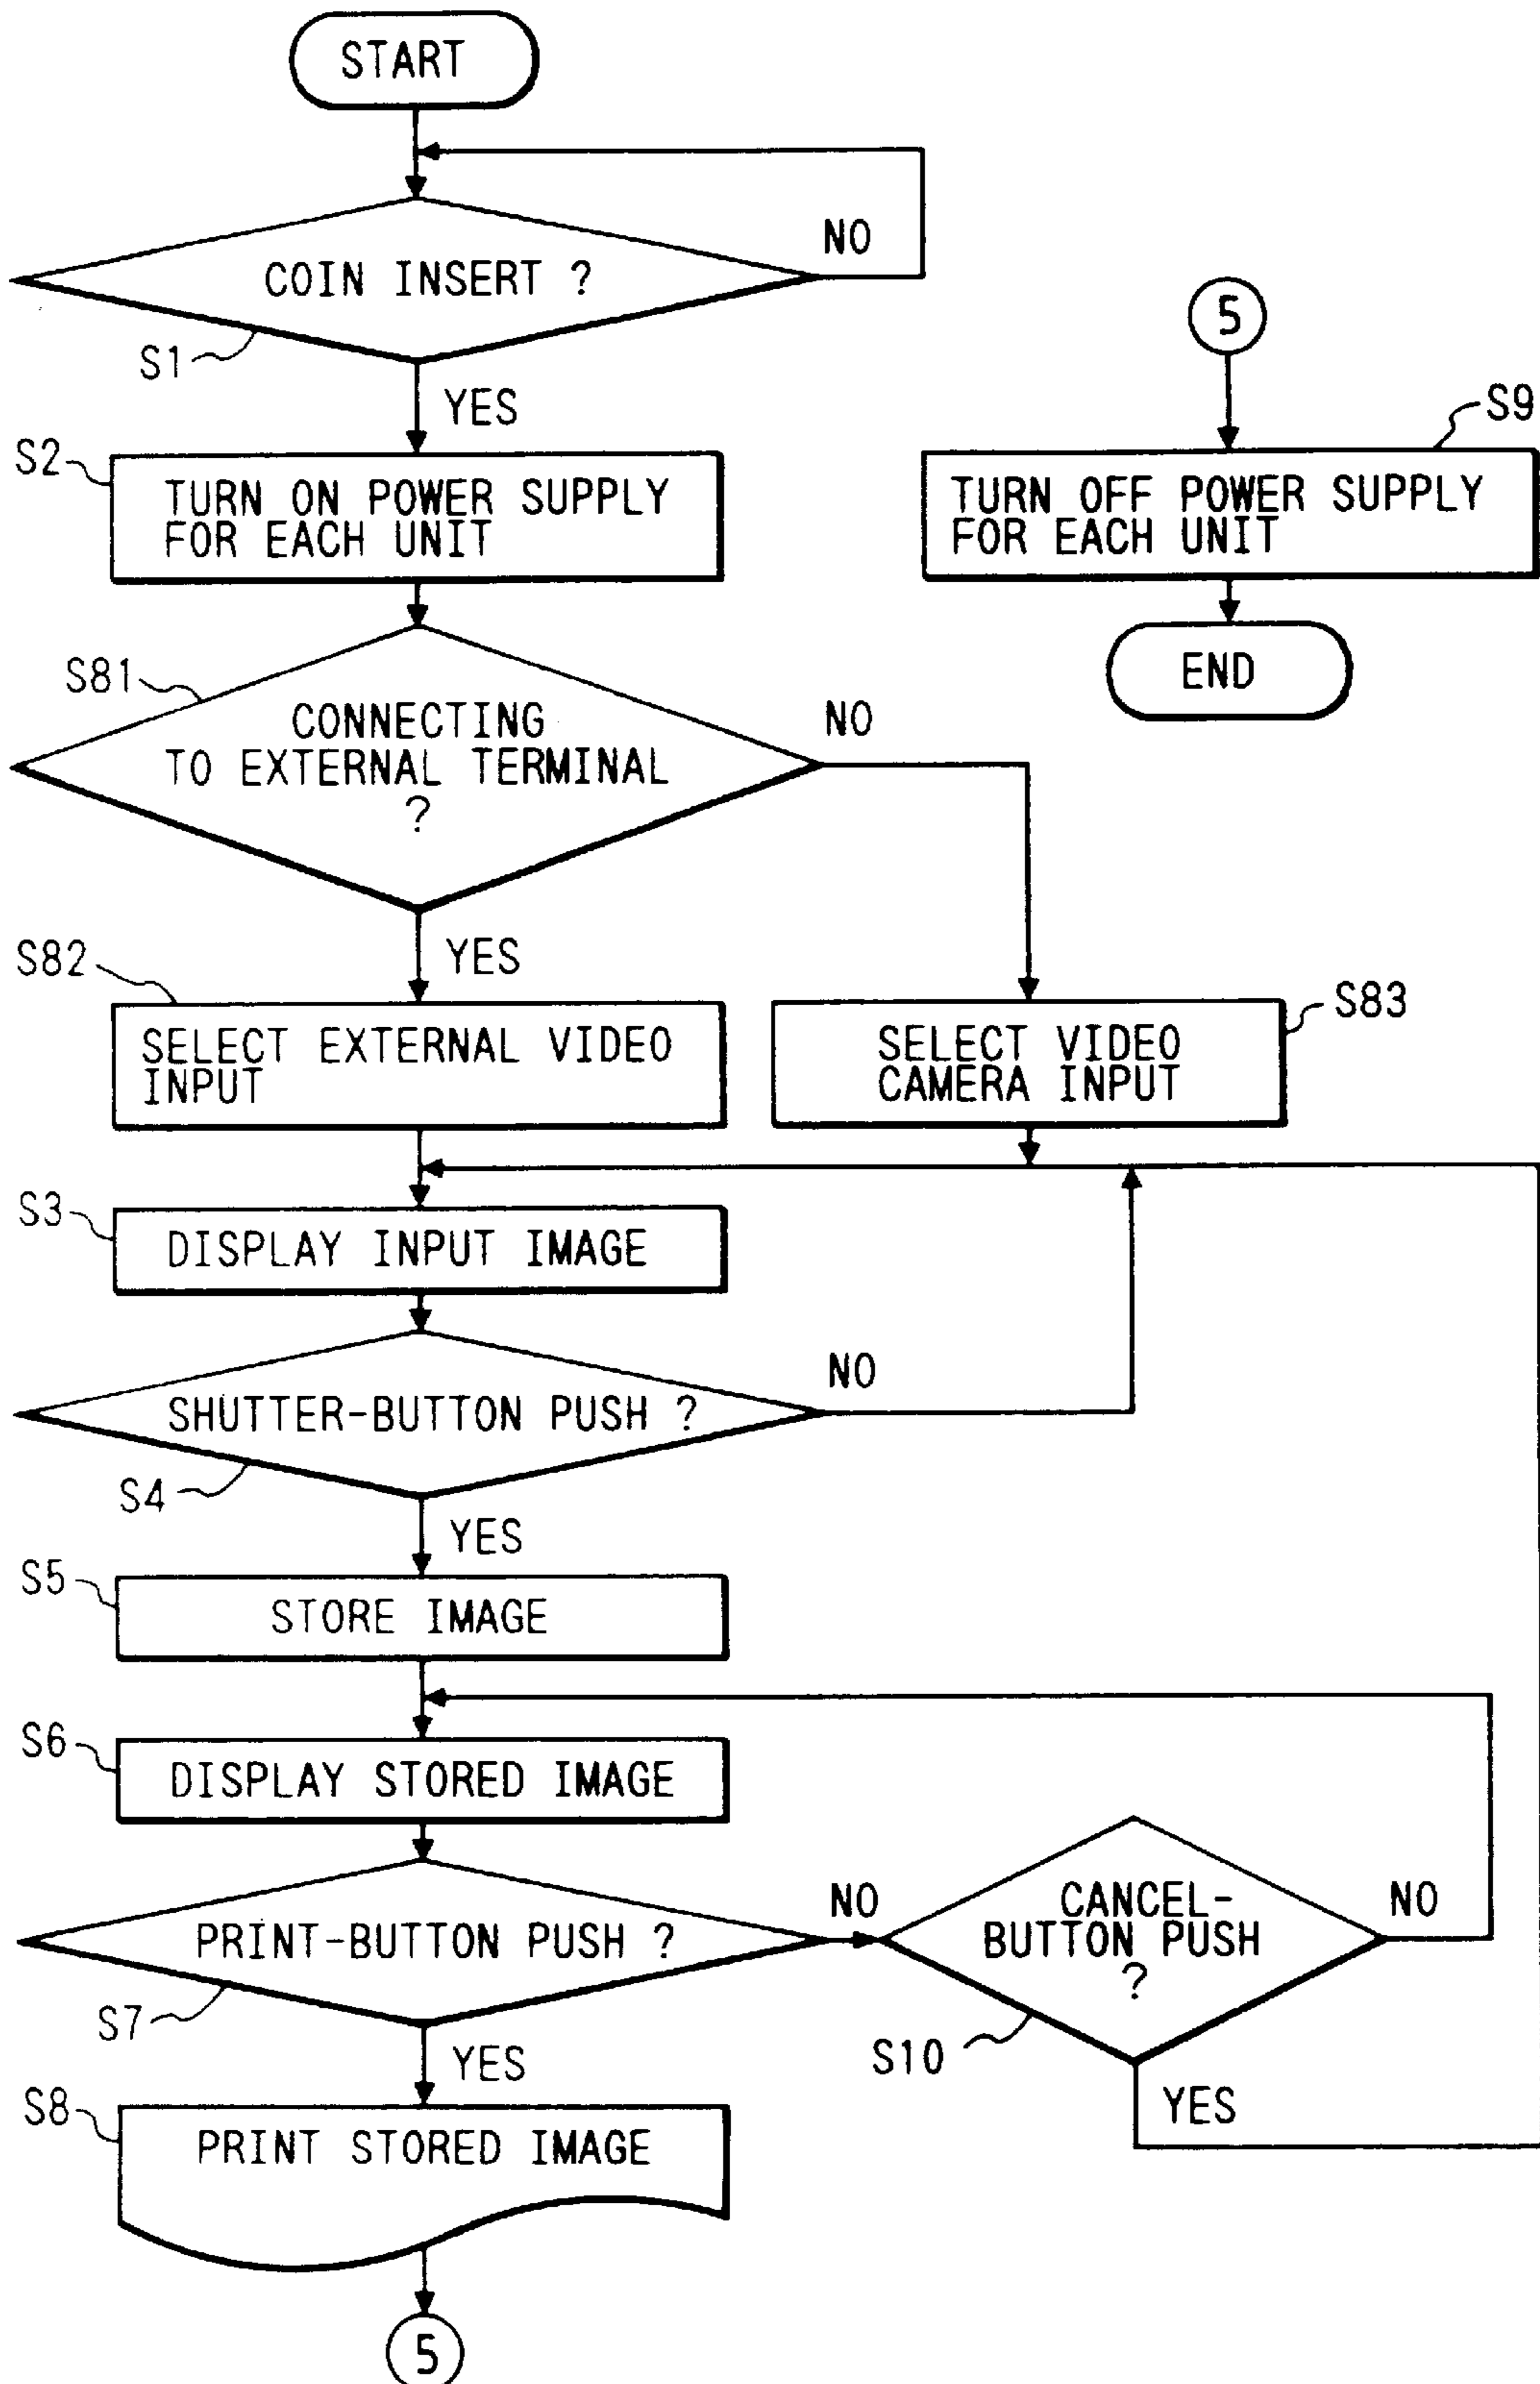 START
NO
COIN INSERT ?
S1
YES
S2
TURN ON POWER SUPPLY
FOR EACH UNIT
S81
CONNECTING
TO EXTERNAL TERMINAL
?
NO
YES
S82
SELECT EXTERNAL VIDEO
INPUT
SELECT VIDEO
CAMERA INPUT
S83
S3
DISPLAY INPUT IMAGE
SHUTTER-BUTTON PUSH ?
NO
S4
YES
S5
STORE IMAGE
S6
DISPLAY STORED IMAGE
PRINT-BUTTON PUSH ?
NO
S7
CANCEL-
BUTTON PUSH
?
NO
S10
YES
YES
S8
PRINT STORED IMAGE
5
5
S9
TURN OFF POWER SUPPLY
FOR EACH UNIT
END